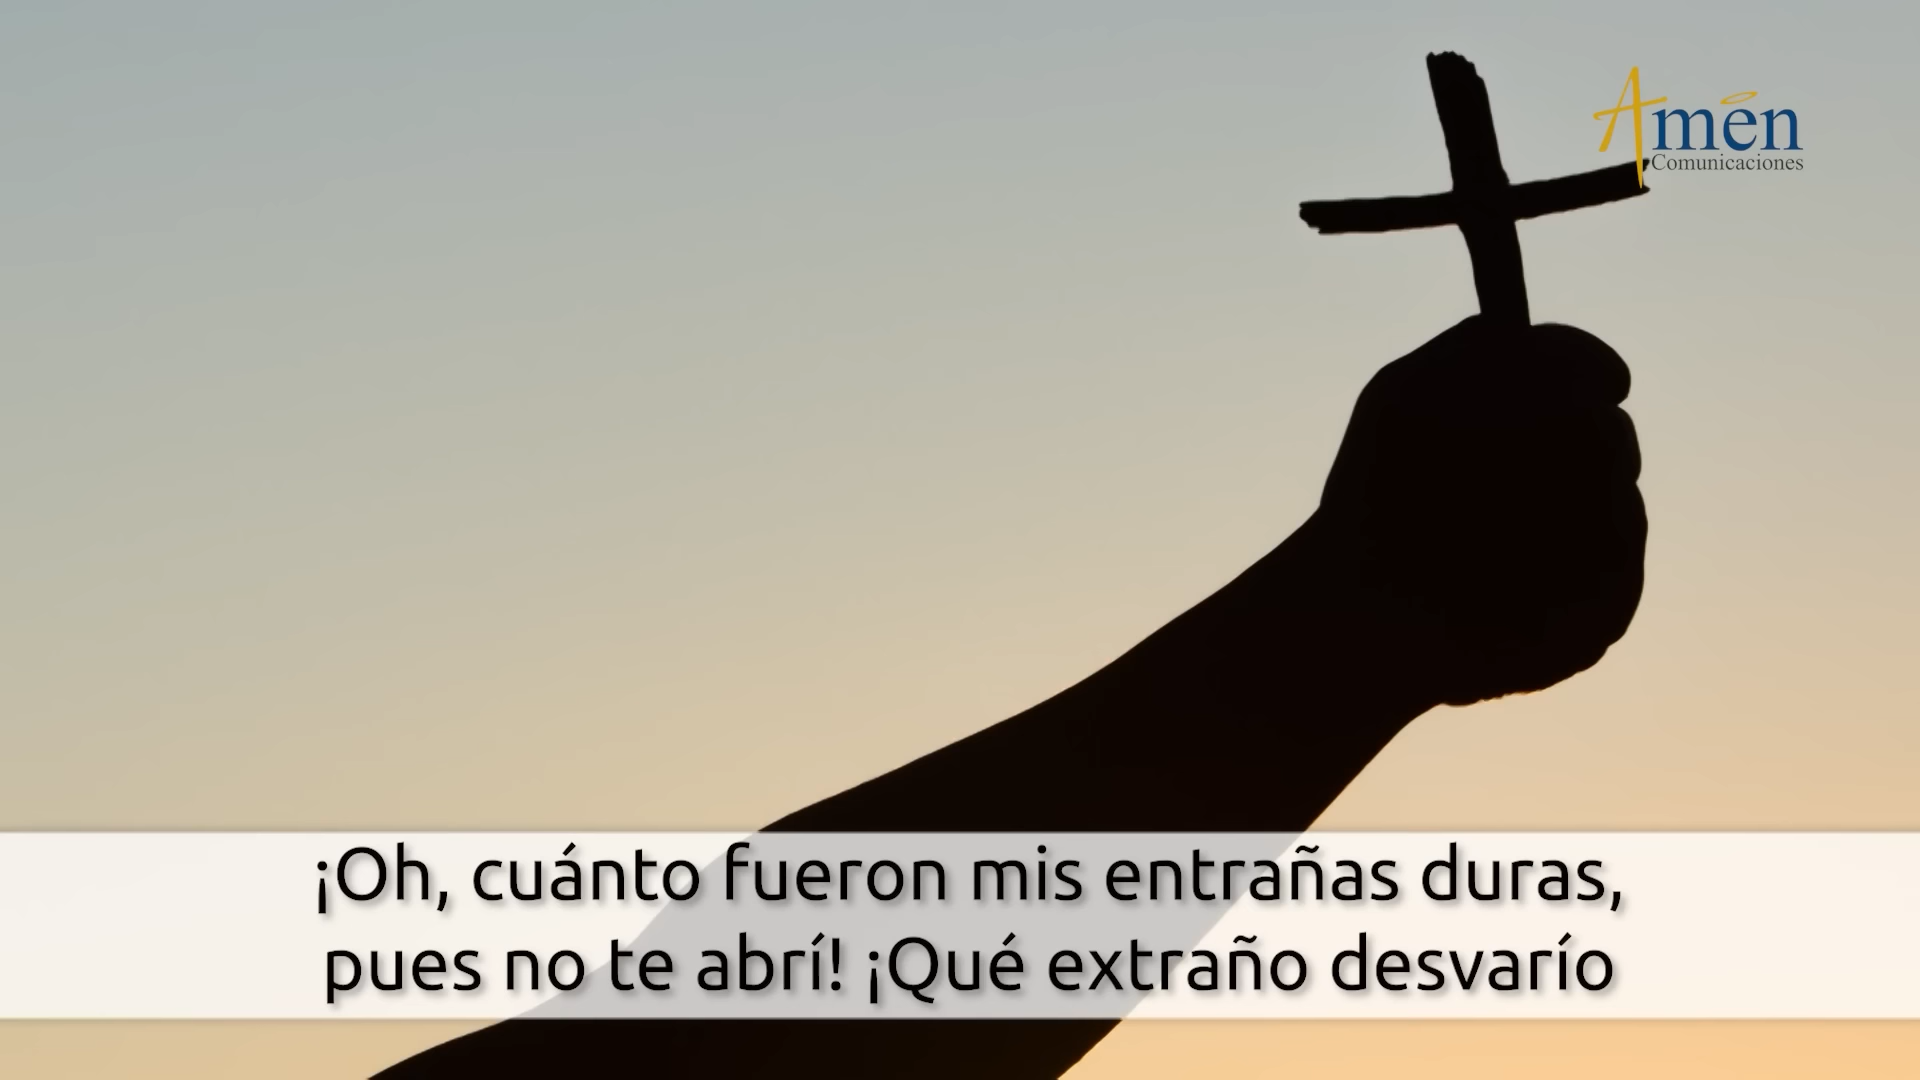 Amén
Comunicaciones
¡Oh, cuánto fueron mis entrañas duras,
pues no te abrí! ¡Qué extraño desvarío